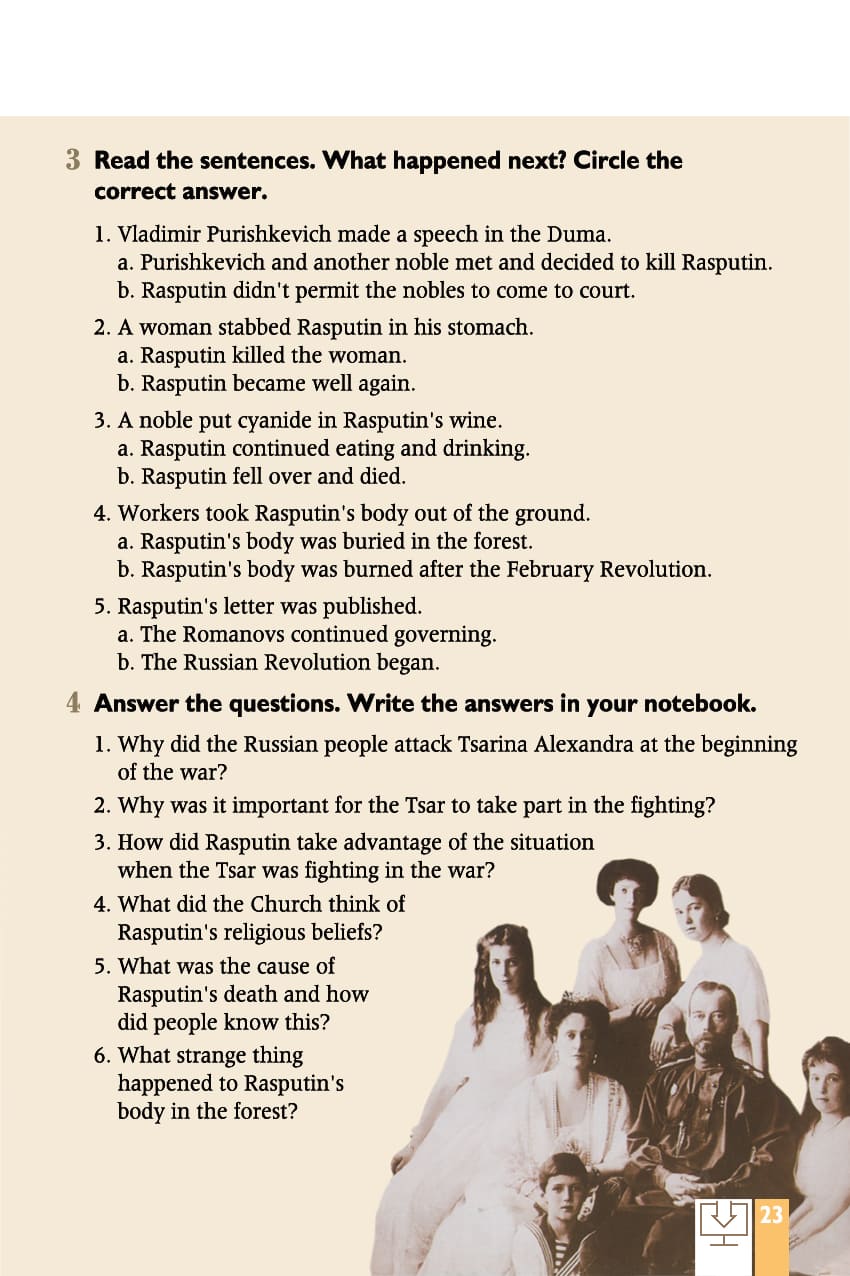 3 Read the sentences. What happened next? Circle the
correct answer.
1. Vladimir Purishkevich made a speech in the Duma.
a. Purishkevich and another noble met and decided to kill Rasputin.
b. Rasputin didn't permit the nobles to come to court.
2. A woman stabbed Rasputin in his stomach.
a. Rasputin killed the woman.
b. Rasputin became well again.
3. A noble put cyanide in Rasputin's wine.
a. Rasputin continued eating and drinking.
b. Rasputin fell over and died.
4. Workers took Rasputin's body out of the ground.
a. Rasputin's body was buried in the forest.
b. Rasputin's body was burned after the February Revolution.
5. Rasputin's letter was published.
a. The Romanovs continued governing.
b. The Russian Revolution began.
4 Answer the questions. Write the answers in your notebook.
1. Why did the Russian people attack Tsarina Alexandra at the beginning
of the war?
2. Why was it important for the Tsar to take part in the fighting?
3. How did Rasputin take advantage of the situation
when the Tsar was fighting in the war?
4. What did the Church think of
Rasputin's religious beliefs?
5. What was the cause of
Rasputin's death and how
did people know this?
6. What strange thing
happened to Rasputin's
body in the forest?
23